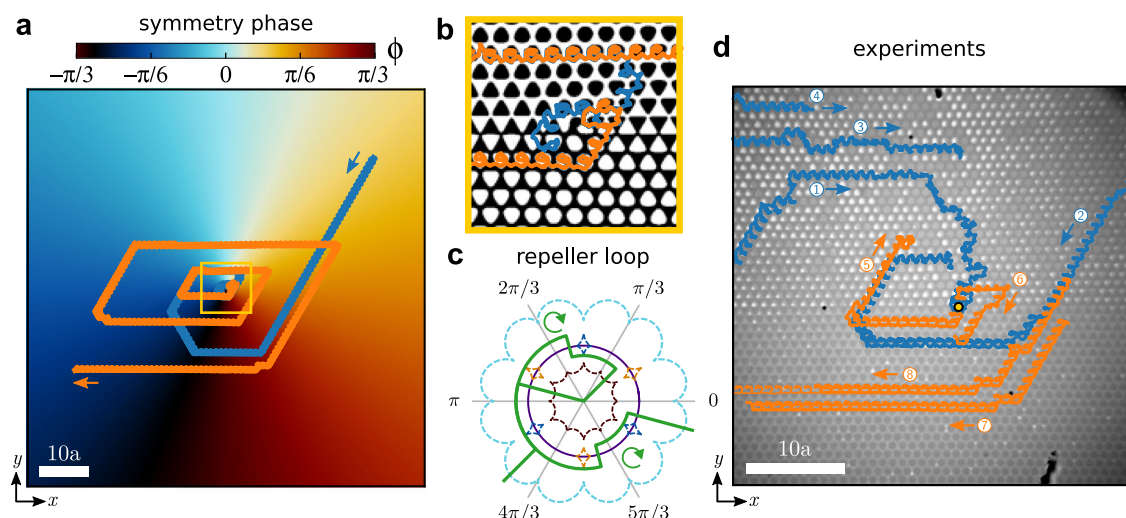 a
symmetry phase
−π/3
−π/6
0
π/6
π/3
ϕ
10a
y
x
b
c
repeller loop
2π/3
π/3
π
0
4π/3
5π/3
d
experiments
4
3
1
2
5
6
8
7
10a
y
x